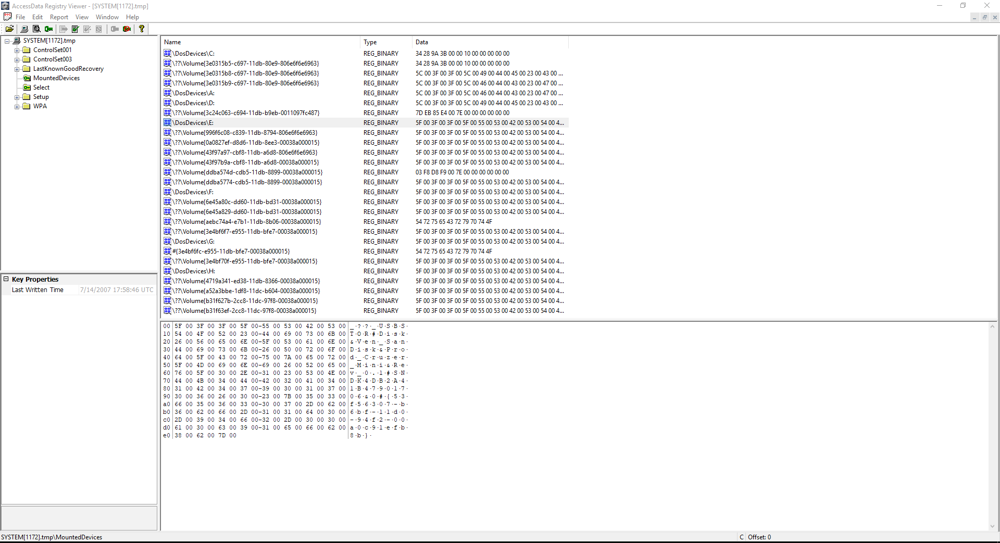 AccessData Registry Viewer - [SYSTEM[1172].tmp]
File Edit Report View Window Help
SYSTEM[1172].tmp
ControlSet001
ControlSet003
LastKnownGoodRecovery
MountedDevices
Select
Setup
WPA
Key Properties
Last Written Time 7/14/2007 17:58:46 UTC
Name Type Data
\DosDevices\C: REG_BINARY 34 28 9A 3B 00 00 10 00 00 00 00 00
\??\Volume{3e0315b5-c697-11db-80e9-806e6f6e6963} REG_BINARY 34 28 9A 3B 00 00 10 00 00 00 00 00
\??\Volume{3e0315b8-c697-11db-80e9-806e6f6e6963} REG_BINARY 5C 00 3F 00 3F 00 5C 00 49 00 44 00 45 00 23 00 43 00 ...
\??\Volume{3e0315b9-c697-11db-80e9-806e6f6e6963} REG_BINARY 5C 00 3F 00 3F 00 5C 00 46 00 44 00 43 00 23 00 47 00 ...
\DosDevices\A: REG_BINARY 5C 00 3F 00 3F 00 5C 00 46 00 44 00 43 00 23 00 47 00 ...
\DosDevices\D: REG_BINARY 5C 00 3F 00 3F 00 5C 00 49 00 44 00 45 00 23 00 43 00 ...
\??\Volume{3c24c063-c694-11db-b9eb-0011097fc487} REG_BINARY 7D EB 85 E4 00 7E 00 00 00 00 00 00
\DosDevices\E: REG_BINARY 5F 00 3F 00 3F 00 5F 00 55 00 53 00 42 00 53 00 54 00 4...
\??\Volume{996f6c08-c839-11db-8794-806e6f6e6963} REG_BINARY 5F 00 3F 00 3F 00 5F 00 55 00 53 00 42 00 53 00 54 00 4...
\??\Volume{0a0827ef-d8d6-11db-8ee3-00038a000015} REG_BINARY 5F 00 3F 00 3F 00 5F 00 55 00 53 00 42 00 53 00 54 00 4...
\??\Volume{43f97a97-cbf8-11db-a6d8-806e6f6e6963} REG_BINARY 5F 00 3F 00 3F 00 5F 00 55 00 53 00 42 00 53 00 54 00 4...
\??\Volume{43f97b9a-cbf8-11db-a6d8-00038a000015} REG_BINARY 5F 00 3F 00 3F 00 5F 00 55 00 53 00 42 00 53 00 54 00 4...
\??\Volume{ddba574d-cdb5-11db-8899-00038a000015} REG_BINARY 03 F8 D8 F9 00 7E 00 00 00 00 00 00
\??\Volume{ddba5774-cdb5-11db-8899-00038a000015} REG_BINARY 5F 00 3F 00 3F 00 5F 00 55 00 53 00 42 00 53 00 54 00 4...
\DosDevices\F: REG_BINARY 5F 00 3F 00 3F 00 5F 00 55 00 53 00 42 00 53 00 54 00 4...
\??\Volume{6e45a80c-dd60-11db-bd31-00038a000015} REG_BINARY 5F 00 3F 00 3F 00 5F 00 55 00 53 00 42 00 53 00 54 00 4...
\??\Volume{6e45a829-dd60-11db-bd31-00038a000015} REG_BINARY 5F 00 3F 00 3F 00 5F 00 55 00 53 00 42 00 53 00 54 00 4...
\??\Volume{aebc74a4-e7b1-11db-8b06-00038a000015} REG_BINARY 54 72 75 65 43 72 79 70 74 4F
\??\Volume{3e4bf6f7-e955-11db-bfe7-00038a000015} REG_BINARY 5F 00 3F 00 3F 00 5F 00 55 00 53 00 42 00 53 00 54 00 4...
\DosDevices\G: REG_BINARY 5F 00 3F 00 3F 00 5F 00 55 00 53 00 42 00 53 00 54 00 4...
#{3e4bf6fc-e955-11db-bfe7-00038a000015} REG_BINARY 54 72 75 65 43 72 79 70 74 4F
\??\Volume{3e4bf70f-e955-11db-bfe7-00038a000015} REG_BINARY 5F 00 3F 00 3F 00 5F 00 55 00 53 00 42 00 53 00 54 00 4...
\DosDevices\H: REG_BINARY 5F 00 3F 00 3F 00 5F 00 55 00 53 00 42 00 53 00 54 00 4...
\??\Volume{4719a341-ed38-11db-8366-00038a000015} REG_BINARY 5F 00 3F 00 3F 00 5F 00 55 00 53 00 42 00 53 00 54 00 4...
\??\Volume{a52a3bbe-1df8-11dc-b604-00038a000015} REG_BINARY 5F 00 3F 00 3F 00 5F 00 55 00 53 00 42 00 53 00 54 00 4...
\??\Volume{b31f627b-2cc8-11dc-97f8-00038a000015} REG_BINARY 5F 00 3F 00 3F 00 5F 00 55 00 53 00 42 00 53 00 54 00 4...
\??\Volume{b31f63ef-2cc8-11dc-97f8-00038a000015} REG_BINARY 5F 00 3F 00 3F 00 5F 00 55 00 53 00 42 00 53 00 54 00 4...
00 5F 00 3F 00 3F 00 5F 00-55 00 53 00 42 00 53 00 _·?·?·_·U·S·B·S·
10 54 00 4F 00 52 00 23 00-44 00 69 00 73 00 6B 00 T·O·R·#·D·i·s·k·
20 26 00 56 00 65 00 6E 00-5F 00 53 00 61 00 6E 00 &·V·e·n·_·S·a·n·
30 44 00 69 00 73 00 6B 00-26 00 50 00 72 00 6F 00 D·i·s·k·&·P·r·o·
40 64 00 5F 00 43 00 72 00-75 00 7A 00 65 00 72 00 d·_·C·r·u·z·e·r·
50 5F 00 4D 00 69 00 6E 00-69 00 26 00 52 00 65 00 _·M·i·n·i·&·R·e·
60 76 00 5F 00 30 00 2E 00-31 00 23 00 53 00 4E 00 v·_·0·.·1·#·S·N·
70 44 00 4B 00 34 00 44 00-42 00 32 00 41 00 34 00 D·K·4·D·B·2·A·4·
80 31 00 42 00 34 00 37 00-39 00 30 00 31 00 37 00 1·B·4·7·9·0·1·7·
90 30 00 36 00 26 00 30 00-23 00 7B 00 35 00 33 00 0·6·&·0·#·{·5·3·
a0 66 00 35 00 36 00 33 00-30 00 37 00 2D 00 62 00 f·5·6·3·0·7·-·b·
b0 36 00 62 00 66 00 2D 00-31 00 31 00 64 00 30 00 6·b·f·-·1·1·d·0·
c0 2D 00 39 00 34 00 66 00-32 00 2D 00 30 00 30 00 -·9·4·f·2·-·0·0·
d0 61 00 30 00 63 00 39 00-31 00 65 00 66 00 62 00 a·0·c·9·1·e·f·b·
e0 38 00 62 00 7D 00 8·b·}·
SYSTEM[1172].tmp\MountedDevices C Offset: 0